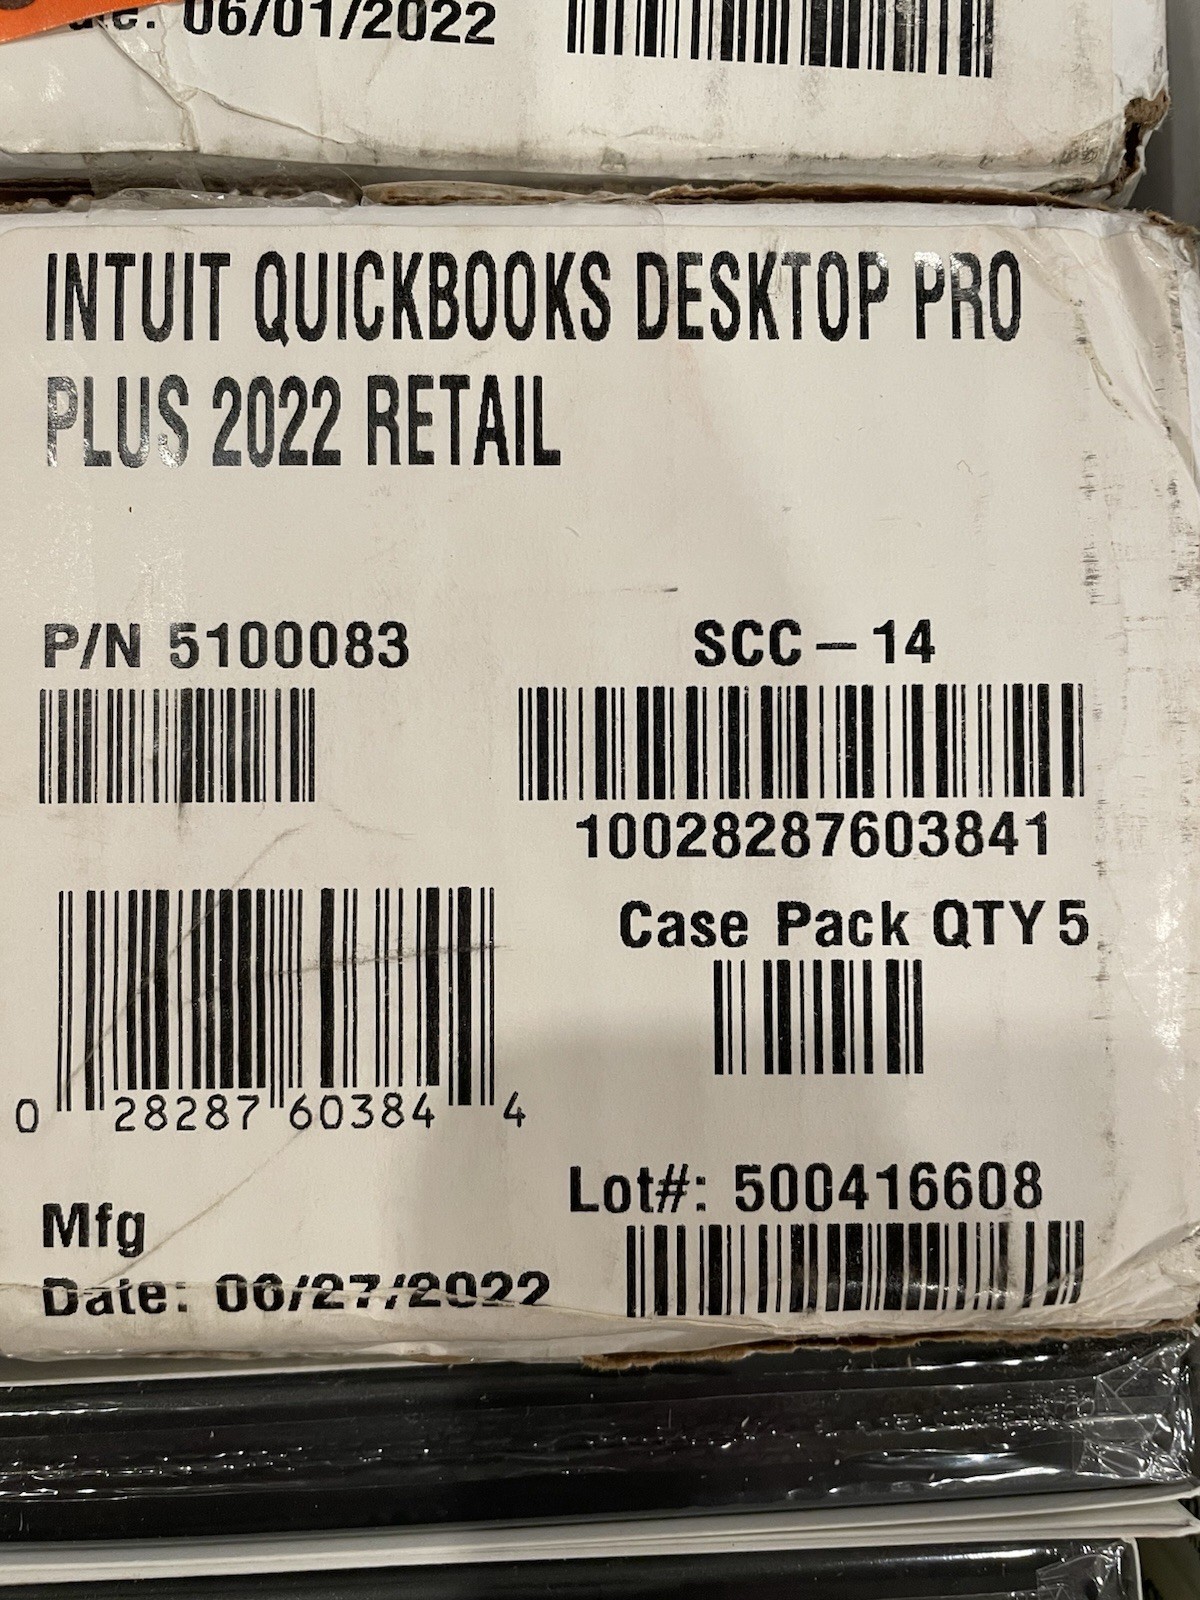 06/01/2022
INTUIT QUICKBOOKS DESKTOP PRO
PLUS 2022 RETAIL
P/N 5100083
SCC - 14
10028287603841
Case Pack QTY 5
0 28287 60384 4
Lot#: 500416608
Mfg
Date: 06/27/2022